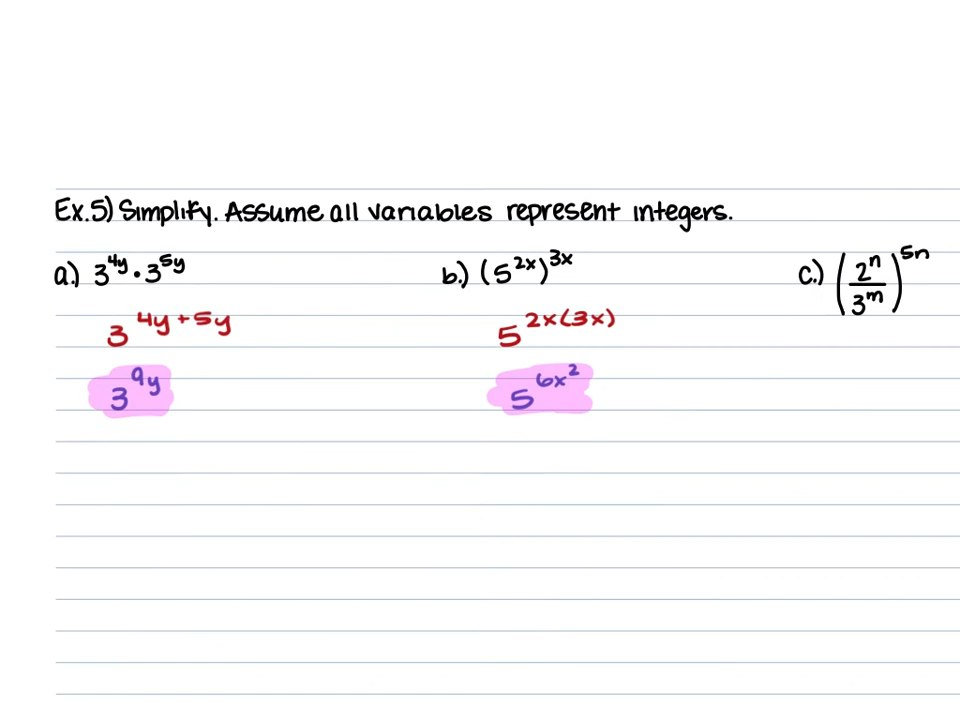 Ex.5) Simplify. Assume all variables represent integers.
a.) 3^{4y} · 3^{5y} b.) (5^{2x})^{3x} c.) (2^n/3^m)^{5n}
3^{4y+5y} 5^{2x(3x)}
3^{9y} 5^{6x^2}